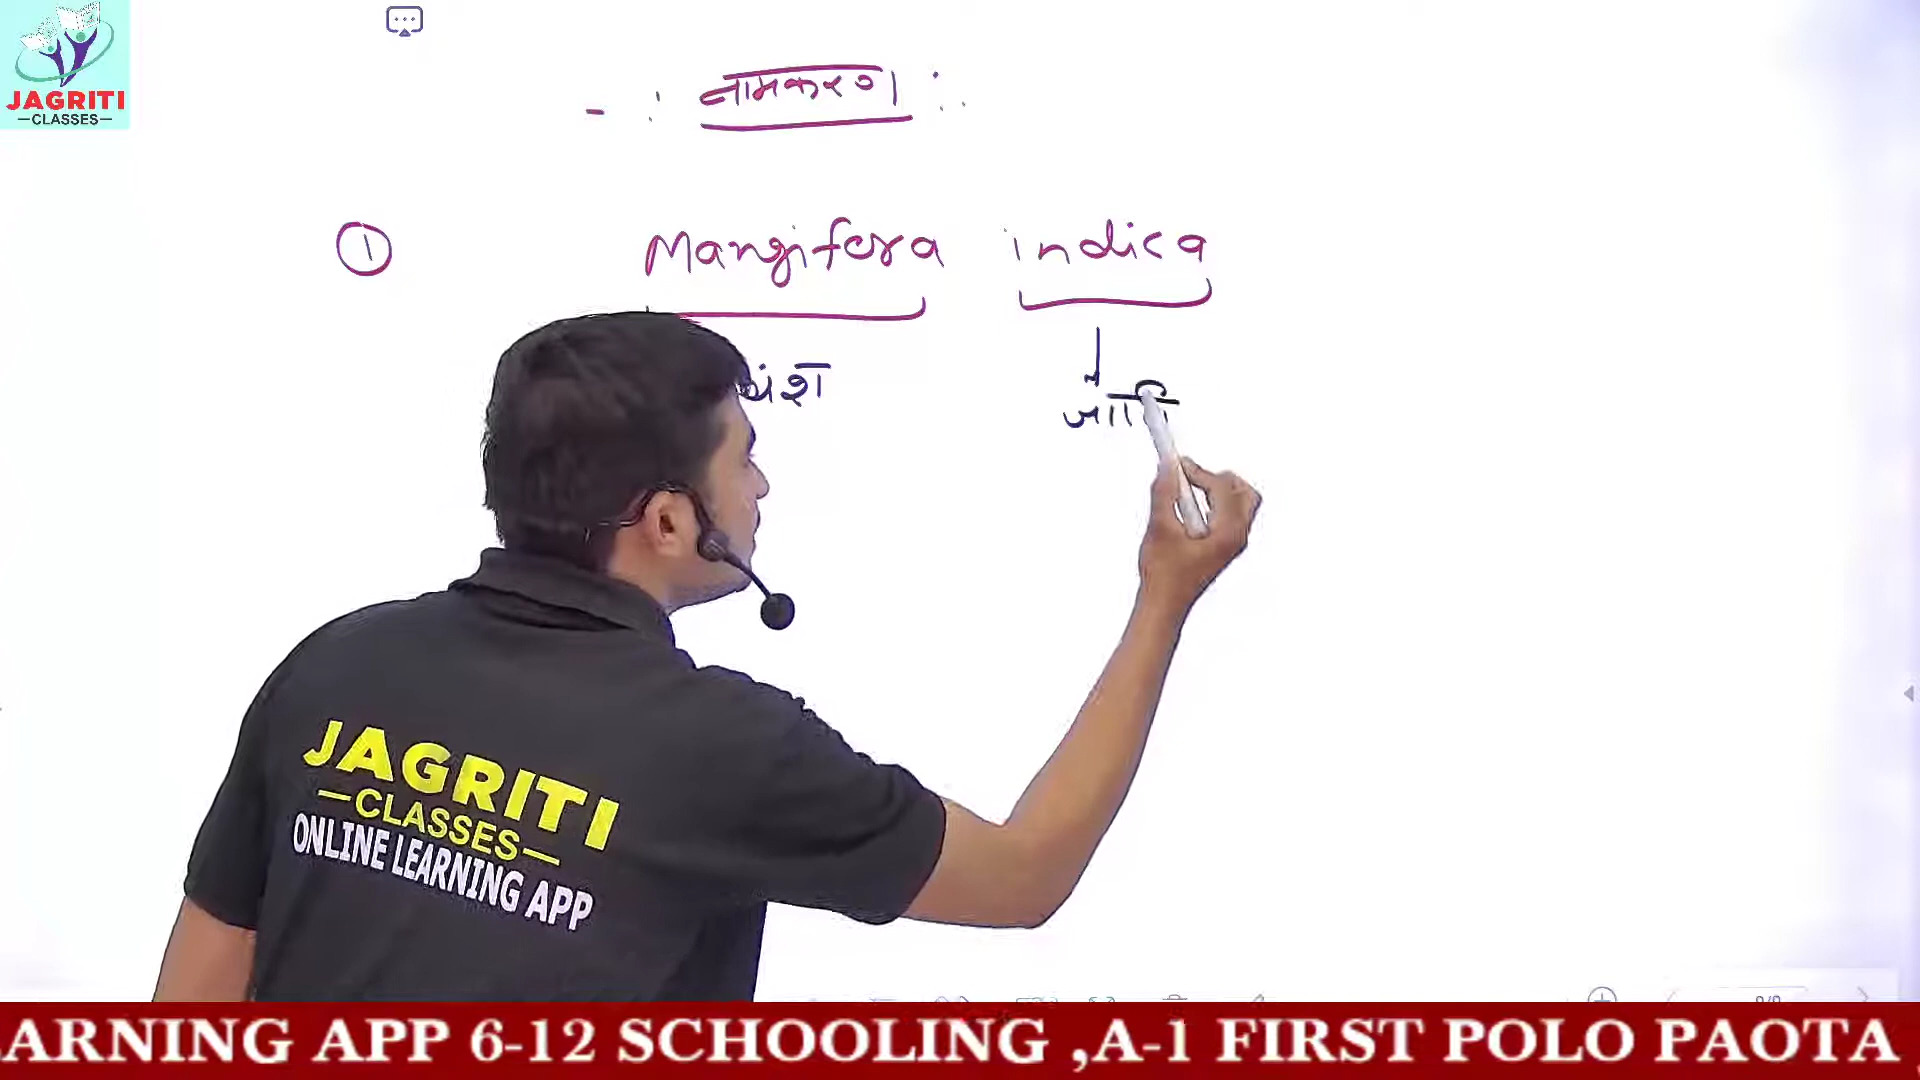 JAGRITI
CLASSES
नामकरण
① Mangifera indica
वंश
जाति
JAGRITI
CLASSES
ONLINE LEARNING APP
EARNING APP 6-12 SCHOOLING ,A-1 FIRST POLO PAOTA